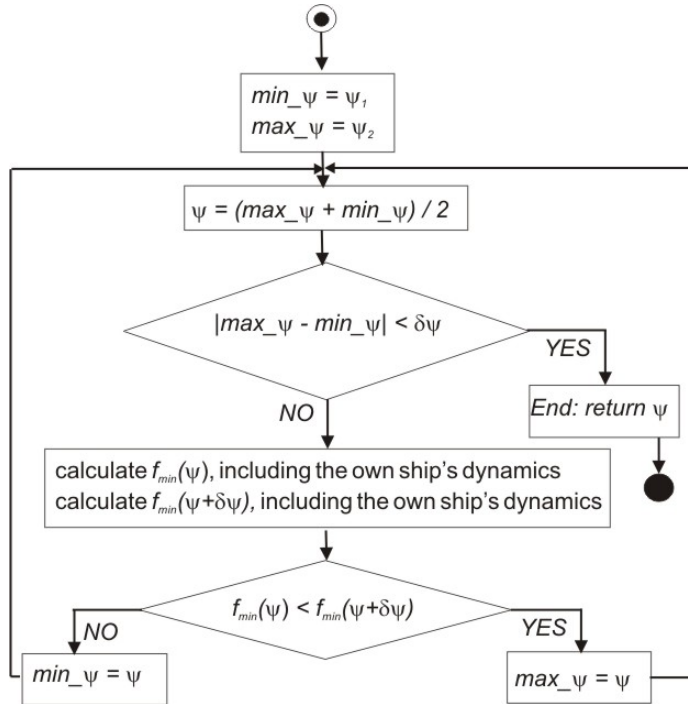 min_ψ = ψ₁
max_ψ = ψ₂
ψ = (max_ψ + min_ψ) / 2
|max_ψ - min_ψ| < δψ
YES
NO
End: return ψ
calculate fₘᵢₙ(ψ), including the own ship's dynamics
calculate fₘᵢₙ(ψ+δψ), including the own ship's dynamics
fₘᵢₙ(ψ) < fₘᵢₙ(ψ+δψ)
NO
YES
min_ψ = ψ
max_ψ = ψ